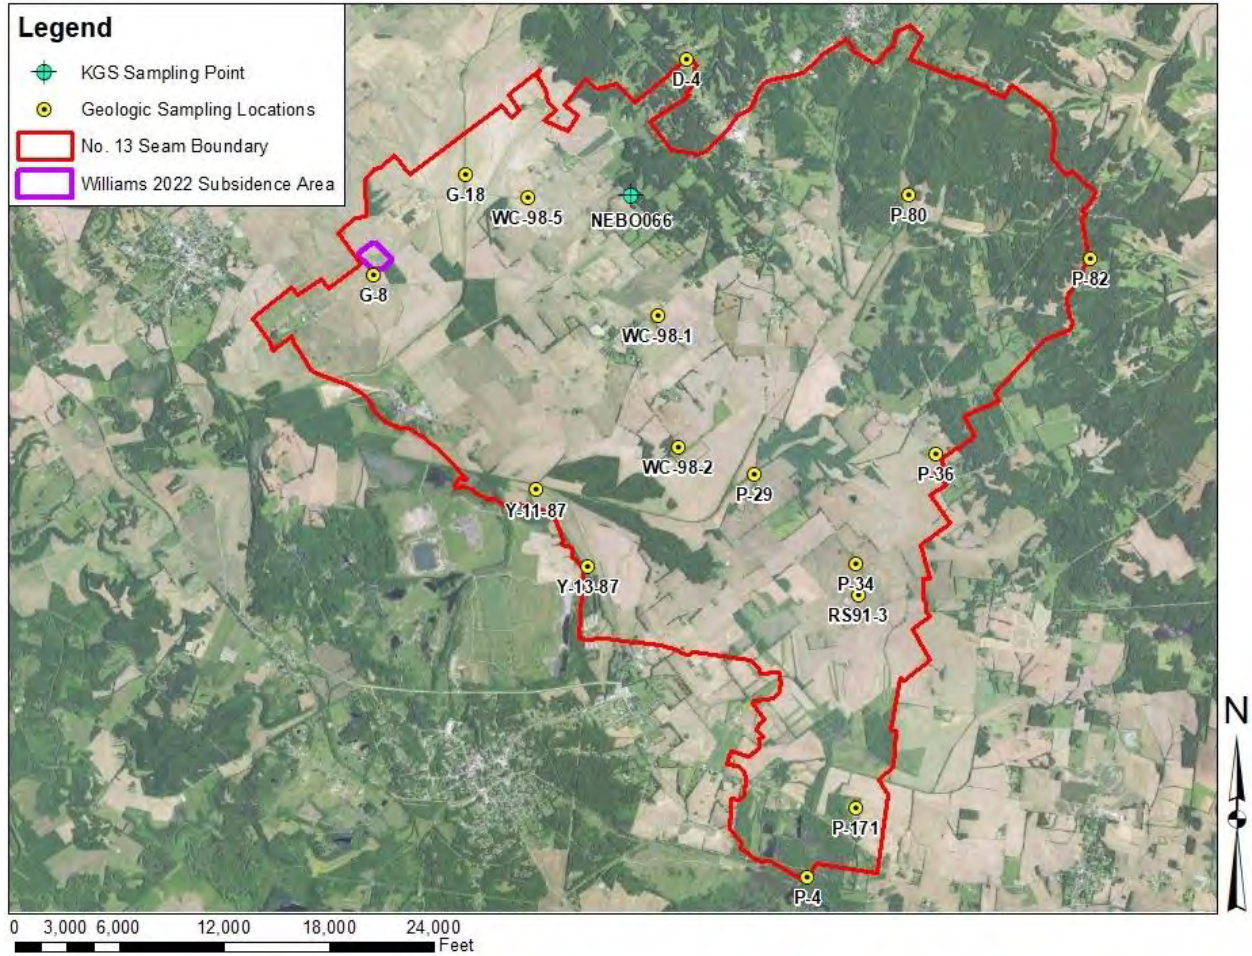 Legend
KGS Sampling Point
Geologic Sampling Locations
No. 13 Seam Boundary
Williams 2022 Subsidence Area
D-4
G-18
WC-98-5
NEBO066
P-80
P-82
G-8
WC-98-1
WC-98-2
P-29
P-36
Y-11-87
Y-13-87
P-34
RS91-3
P-171
P-4
N
0 3,000 6,000 12,000 18,000 24,000
Feet